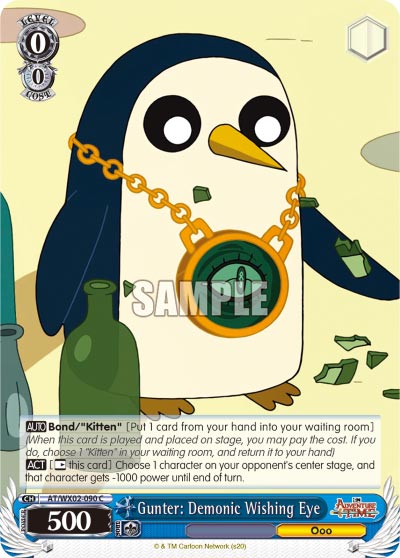 LEVEL
0
0
COST
SAMPLE
AUTO Bond/"Kitten" [Put 1 card from your hand into your waiting room]
(When this card is played and placed on stage, you may pay the cost. If you
do, choose 1 "Kitten" in your waiting room, and return it to your hand)
ACT [ this card] Choose 1 character on your opponent's center stage, and
that character gets -1000 power until end of turn.
CH AT/WX02-090 C
POWER 500
Gunter: Demonic Wishing Eye
ADVENTURE TIME
Ooo
© & TM Cartoon Network (s20)